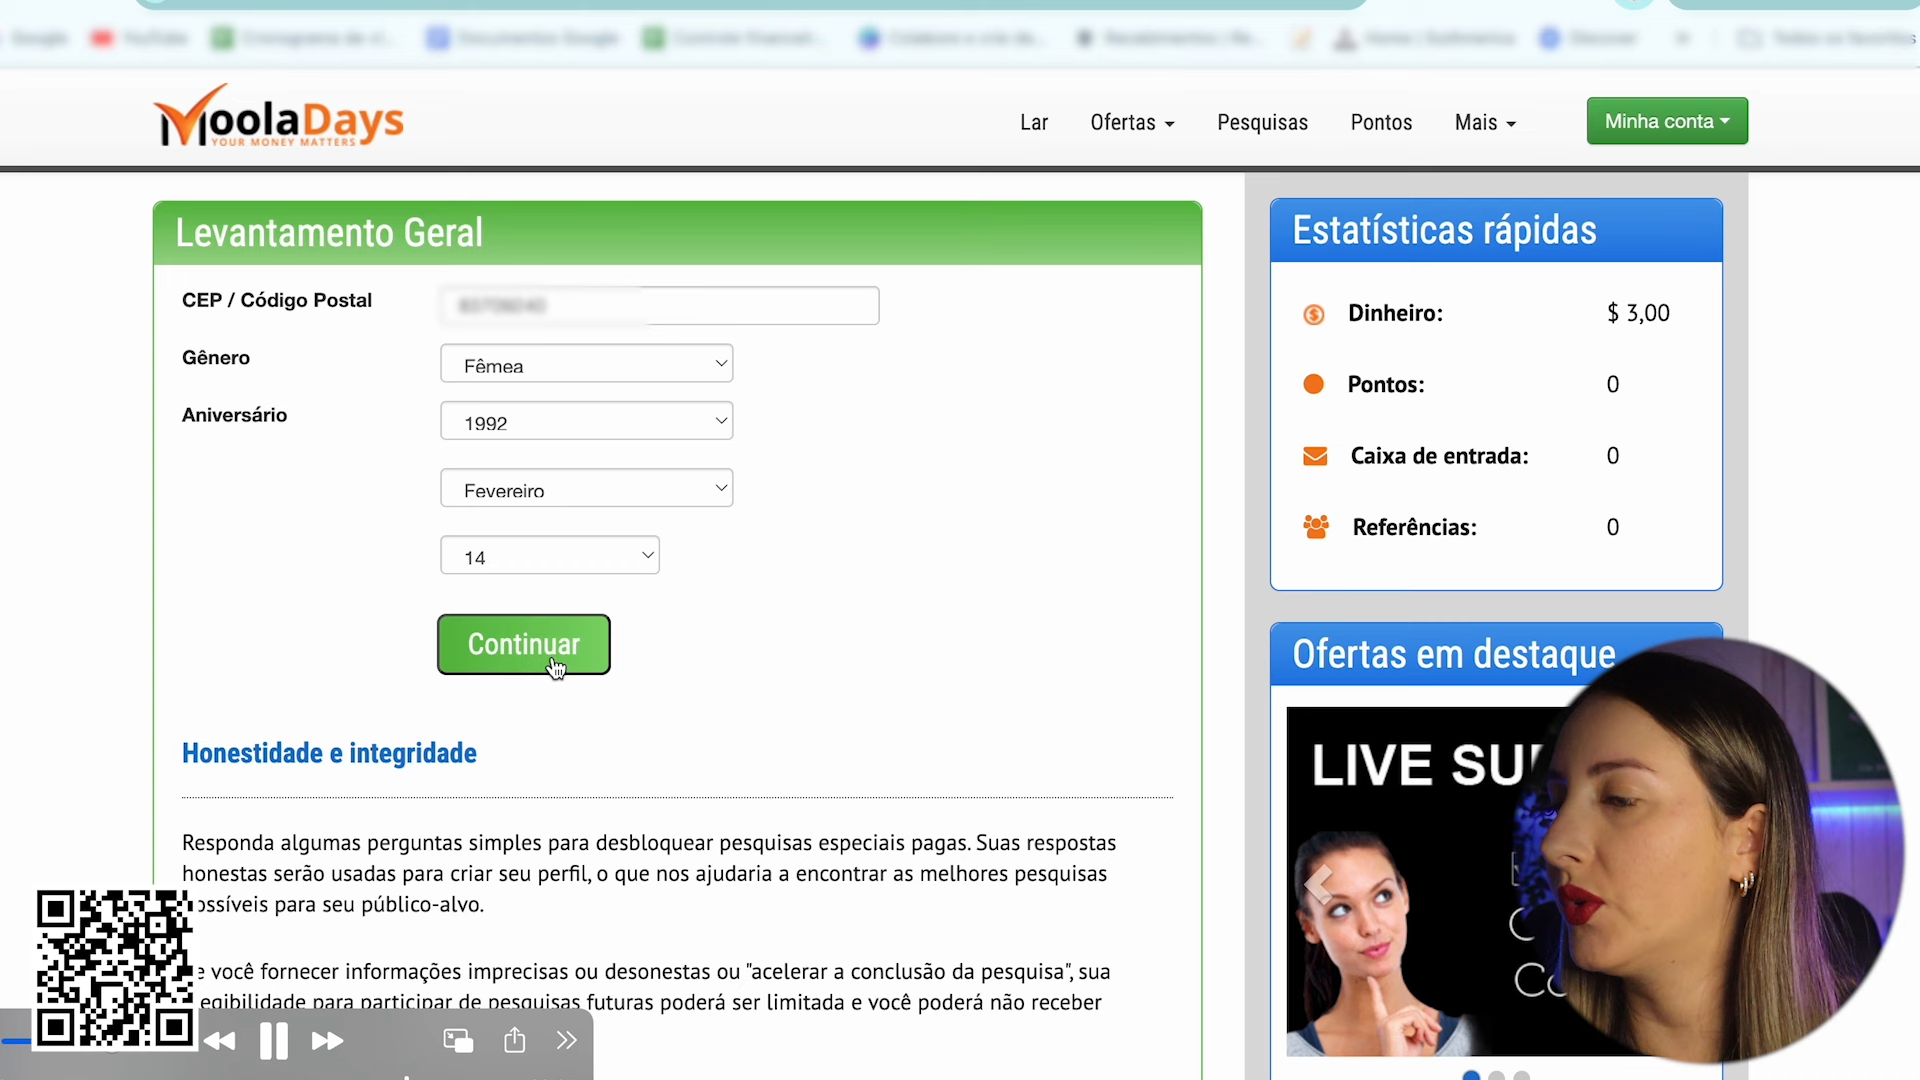 MoolaDays
YOUR MONEY MATTERS
Lar
Ofertas
Pesquisas
Pontos
Mais
Minha conta
Levantamento Geral
CEP / Código Postal
Gênero
Fêmea
Aniversário
1992
Fevereiro
14
Continuar
Honestidade e integridade
Responda algumas perguntas simples para desbloquear pesquisas especiais pagas. Suas respostas
honestas serão usadas para criar seu perfil, o que nos ajudaria a encontrar as melhores pesquisas
ossíveis para seu público-alvo.
e você fornecer informações imprecisas ou desonestas ou "acelerar a conclusão da pesquisa", sua
egibilidade para participar de pesquisas futuras poderá ser limitada e você poderá não receber
Estatísticas rápidas
Dinheiro: $ 3,00
Pontos: 0
Caixa de entrada: 0
Referências: 0
Ofertas em destaque
LIVE SU